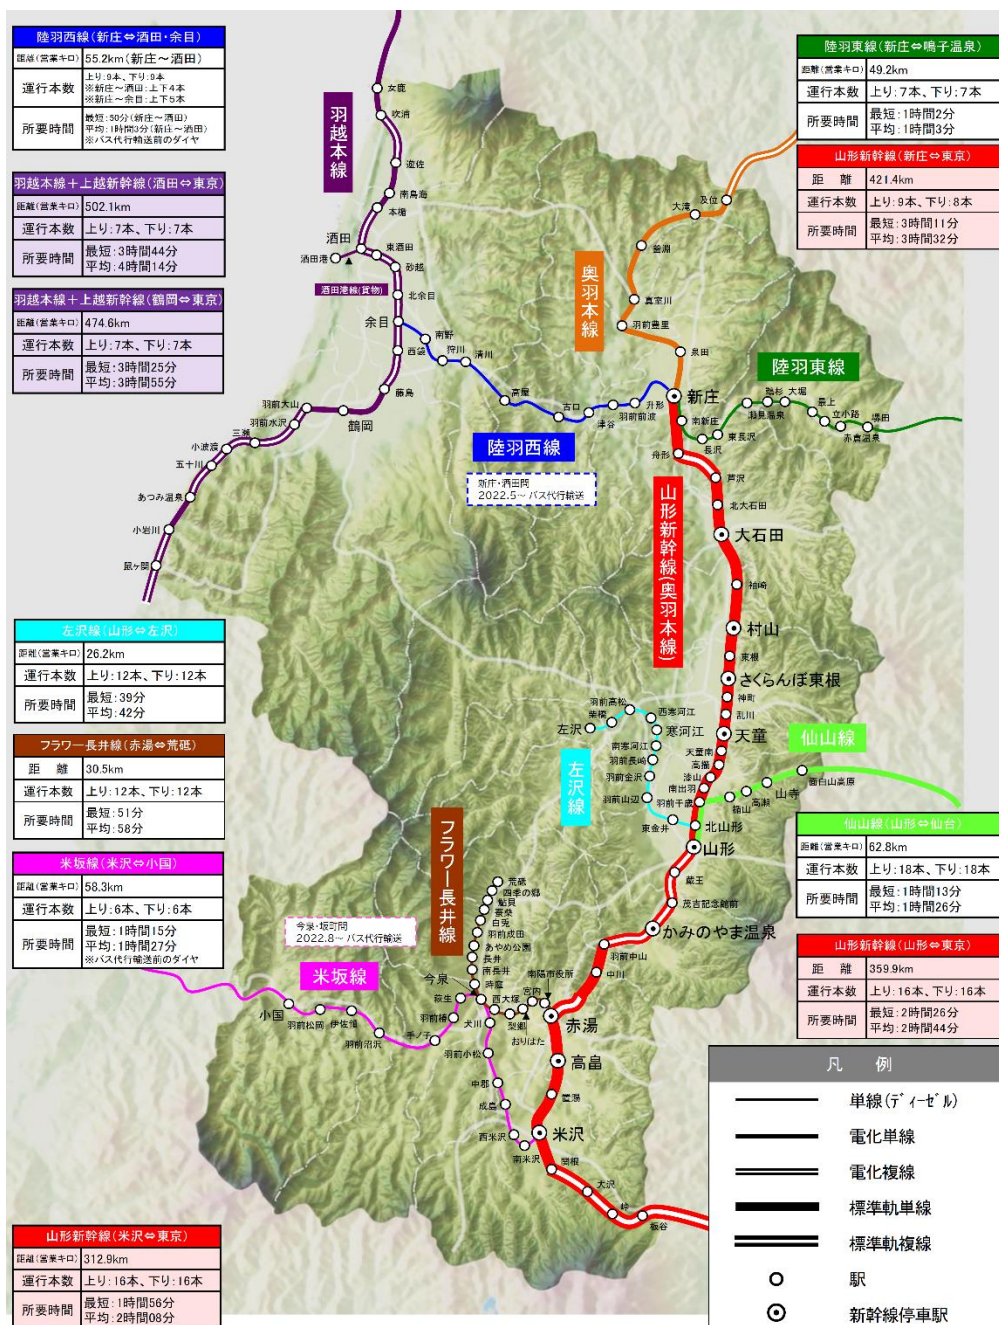 陸羽西線(新庄⇔酒田・余目)
距離(営業キロ) 55.2km(新庄～酒田)
運行本数 上り:9本、下り:9本
※新庄～酒田:上下4本
※新庄～余目:上下5本
所要時間 最短:50分(新庄～酒田)
平均:1時間3分(新庄～酒田)
※バス代行輸送前のダイヤ
羽越本線＋上越新幹線(酒田⇔東京)
距離(営業キロ) 502.1km
運行本数 上り:7本、下り:7本
所要時間 最短:3時間44分
平均:4時間14分
羽越本線＋上越新幹線(鶴岡⇔東京)
距離(営業キロ) 474.6km
運行本数 上り:7本、下り:7本
所要時間 最短:3時間25分
平均:3時間55分
陸羽東線(新庄⇔鳴子温泉)
距離(営業キロ) 49.2km
運行本数 上り:7本、下り:7本
所要時間 最短:1時間2分
平均:1時間3分
山形新幹線(新庄⇔東京)
距 離 421.4km
運行本数 上り:9本、下り:8本
所要時間 最短:3時間11分
平均:3時間32分
羽越本線
女鹿
吹浦
遊佐
南鳥海
本楯
酒田
酒田港
東酒田
砂越
酒田港線(貨物)
北余目
余目
西袋
藤島
鶴岡
羽前大山
羽前水沢
三瀬
小波渡
五十川
あつみ温泉
小岩川
鼠ヶ関
南野
狩川
清川
高屋
古口
津谷
羽前前波
升形
陸羽西線
新庄・酒田間
2022.5～ バス代行輸送
奥羽本線
及位
大滝
釜淵
真室川
羽前豊里
泉田
新庄
陸羽東線
南新庄
長沢
東長沢
瀬見温泉
鵜杉
大堀
最上
立小路
赤倉温泉
堺田
山形新幹線(奥羽本線)
舟形
芦沢
北大石田
大石田
袖崎
村山
東根
さくらんぼ東根
神町
乱川
天童
天童南
高擶
漆山
南出羽
羽前千歳
北山形
山形
蔵王
茂吉記念館前
かみのやま温泉
羽前中山
中川
赤湯
高畠
置賜
米沢
関根
大沢
峠
板谷
仙山線
楯山
高瀬
山寺
面白山高原
左沢線
左沢
柴橋
羽前高松
西寒河江
寒河江
南寒河江
羽前長崎
羽前金沢
羽前山辺
東金井
左沢線(山形⇔左沢)
距離(営業キロ) 26.2km
運行本数 上り:12本、下り:12本
所要時間 最短:39分
平均:42分
フラワー長井線(赤湯⇔荒砥)
距 離 30.5km
運行本数 上り:12本、下り:12本
所要時間 最短:51分
平均:58分
米坂線(米沢⇔小国)
距離(営業キロ) 58.3km
運行本数 上り:6本、下り:6本
所要時間 最短:1時間15分
平均:1時間27分
※バス代行輸送前のダイヤ
今泉・坂町間
2022.8～ バス代行輸送
フラワー長井線
荒砥
四季の郷
鮎貝
蚕桑
白兎
羽前成田
あやめ公園
長井
南長井
時庭
今泉
西大塚
梨郷
おりはた
宮内
南陽市役所
米坂線
小国
羽前松岡
伊佐領
羽前沼沢
手ノ子
羽前椿
萩生
犬川
羽前小松
中郡
成島
西米沢
南米沢
仙山線(山形⇔仙台)
距離(営業キロ) 62.8km
運行本数 上り:18本、下り:18本
所要時間 最短:1時間13分
平均:1時間26分
山形新幹線(山形⇔東京)
距 離 359.9km
運行本数 上り:16本、下り:16本
所要時間 最短:2時間26分
平均:2時間44分
山形新幹線(米沢⇔東京)
距離(営業キロ) 312.9km
運行本数 上り:16本、下り:16本
所要時間 最短:1時間56分
平均:2時間08分
凡 例
単線(ディーゼル)
電化単線
電化複線
標準軌単線
標準軌複線
駅
新幹線停車駅